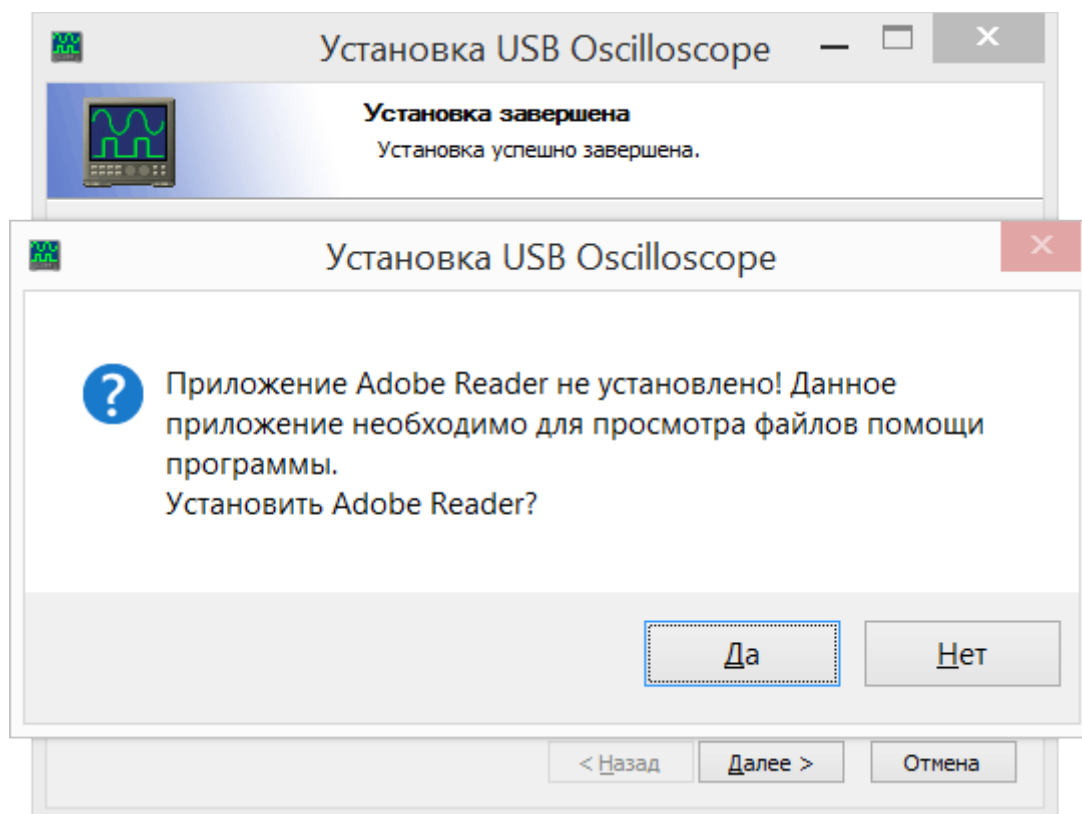 Установка USB Oscilloscope
Установка завершена
Установка успешно завершена.
Установка USB Oscilloscope
Приложение Adobe Reader не установлено! Данное
приложение необходимо для просмотра файлов помощи
программы.
Установить Adobe Reader?
Да Нет
< Назад Далее > Отмена